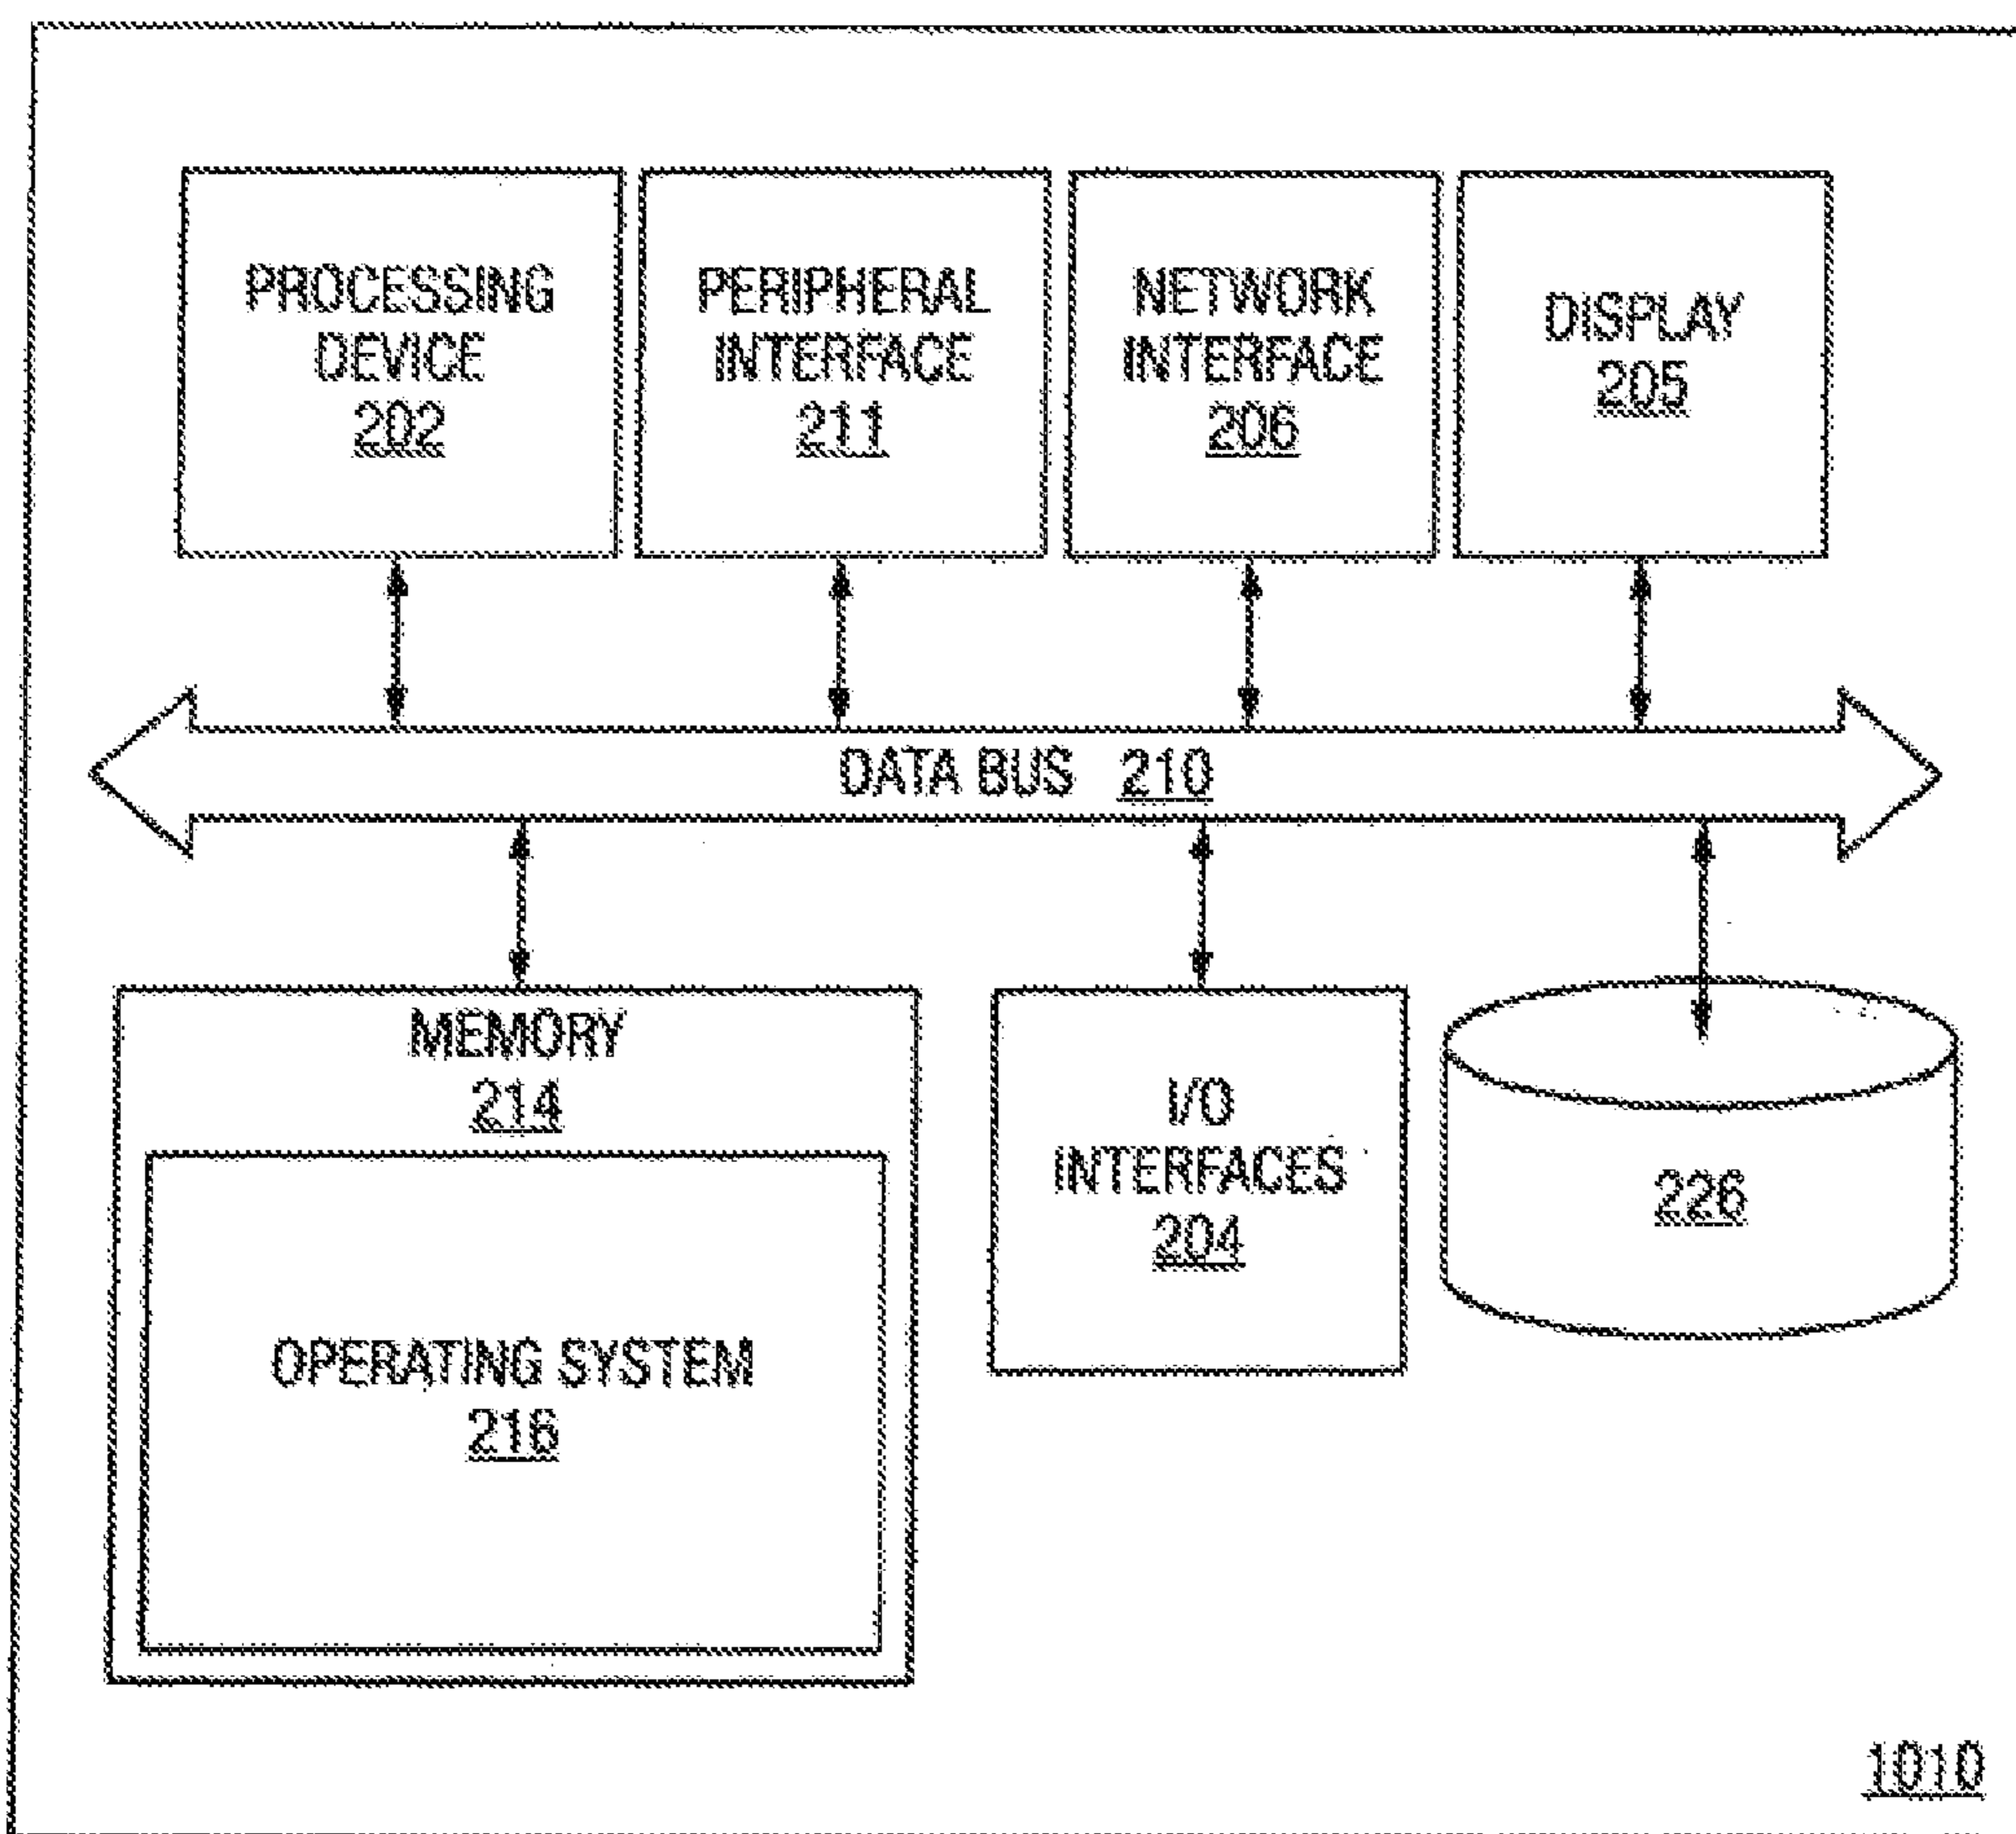 PROCESSING
DEVICE
202
PERIPHERAL
INTERFACE
211
NETWORK
INTERFACE
206
DISPLAY
205
DATA BUS 210
MEMORY
214
OPERATING SYSTEM
216
I/O
INTERFACES
204
226
1010